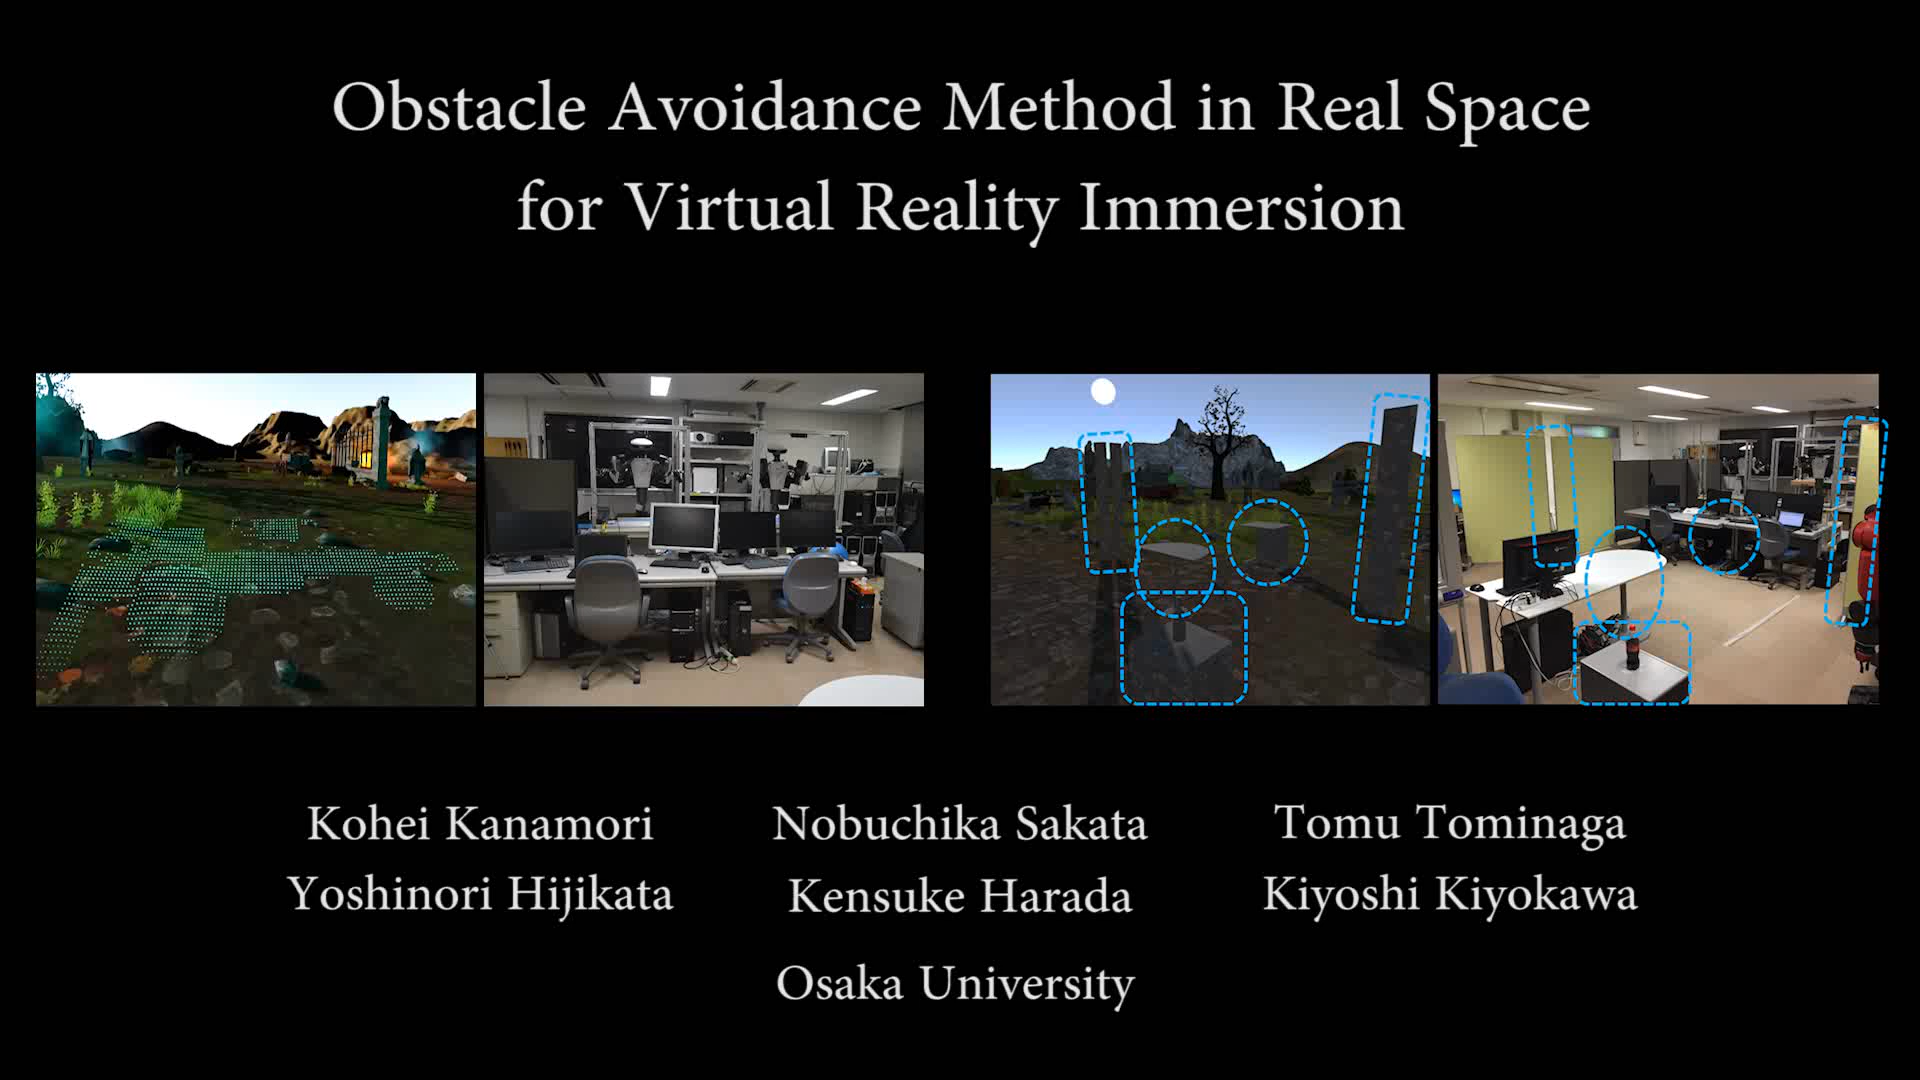 Obstacle Avoidance Method in Real Space
for Virtual Reality Immersion
Kohei Kanamori
Nobuchika Sakata
Tomu Tominaga
Yoshinori Hijikata
Kensuke Harada
Kiyoshi Kiyokawa
Osaka University